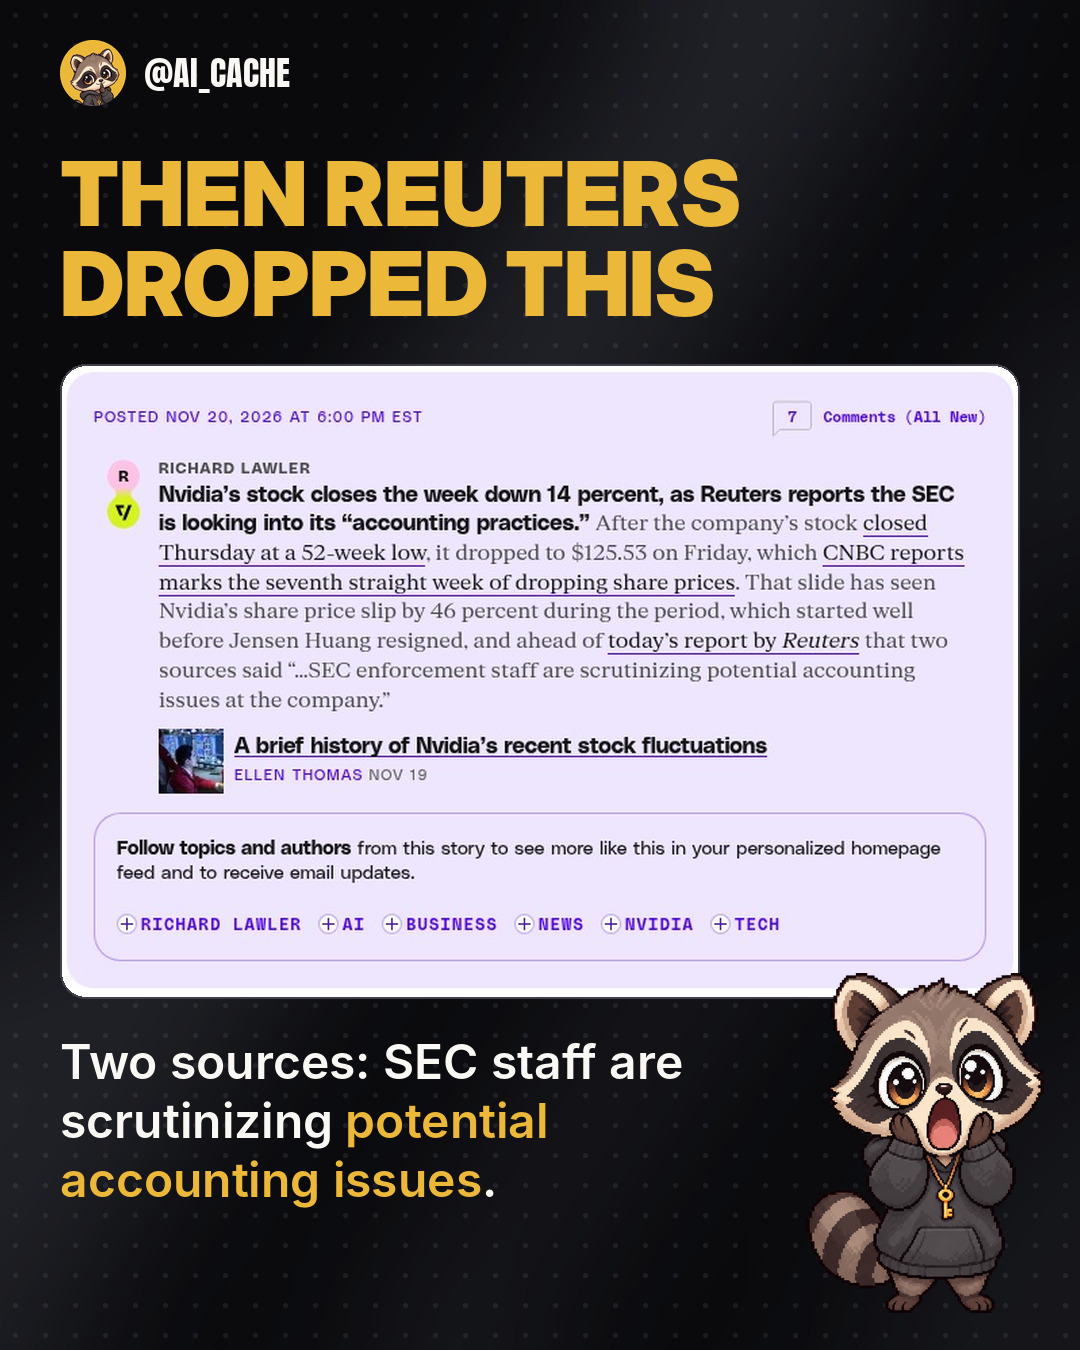 @AI_CACHE
THEN REUTERS
DROPPED THIS
POSTED NOV 20, 2026 AT 6:00 PM EST
7 Comments (All New)
R
RICHARD LAWLER
Nvidia’s stock closes the week down 14 percent, as Reuters reports the SEC
is looking into its “accounting practices.” After the company’s stock closed
Thursday at a 52-week low, it dropped to $125.53 on Friday, which CNBC reports
marks the seventh straight week of dropping share prices. That slide has seen
Nvidia’s share price slip by 46 percent during the period, which started well
before Jensen Huang resigned, and ahead of today’s report by Reuters that two
sources said “...SEC enforcement staff are scrutinizing potential accounting
issues at the company.”
A brief history of Nvidia’s recent stock fluctuations
ELLEN THOMAS NOV 19
Follow topics and authors from this story to see more like this in your personalized homepage
feed and to receive email updates.
+ RICHARD LAWLER + AI + BUSINESS + NEWS + NVIDIA + TECH
Two sources: SEC staff are
scrutinizing potential
accounting issues.